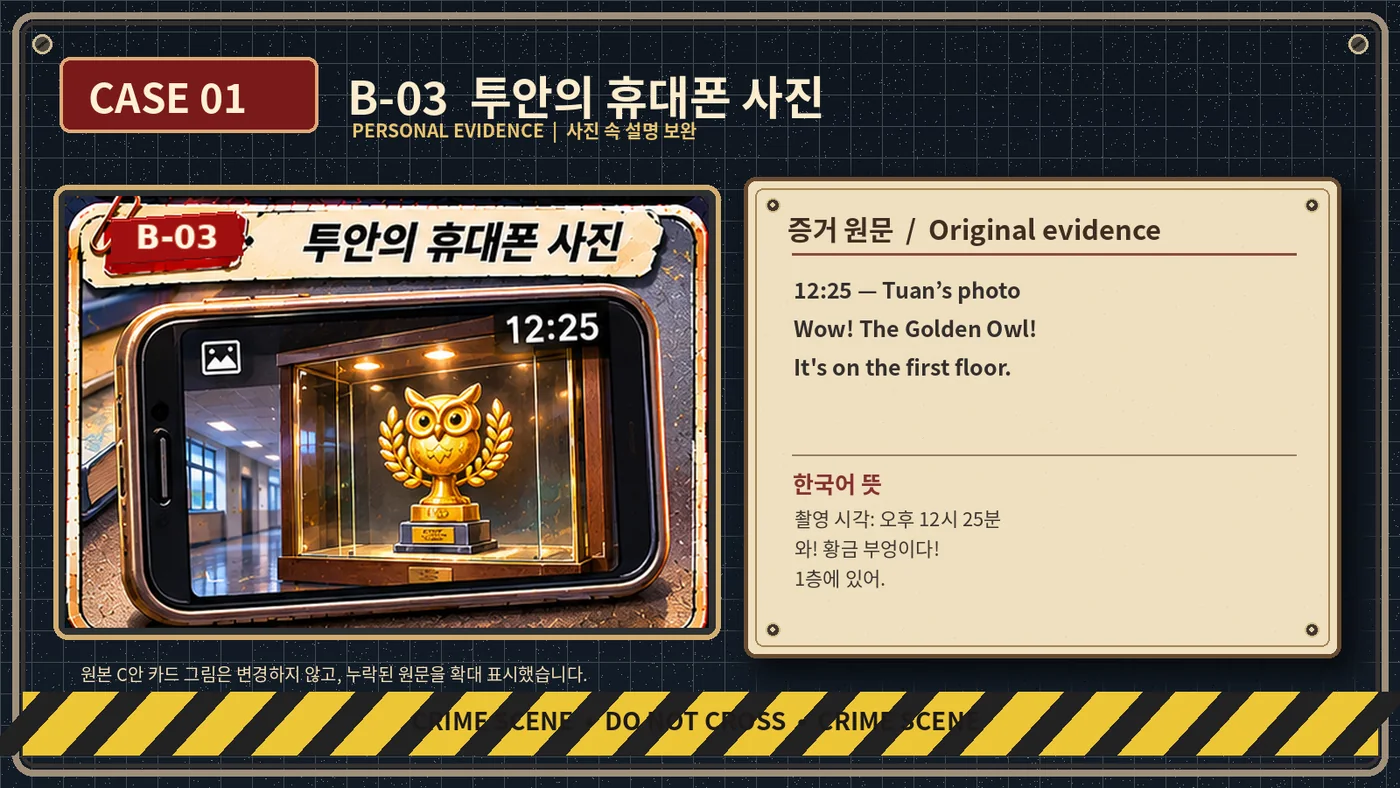 CASE 01
B-03 투안의 휴대폰 사진
PERSONAL EVIDENCE | 사진 속 설명 보완
B-03
투안의 휴대폰 사진
12:25
증거 원문 / Original evidence
12:25 — Tuan’s photo
Wow! The Golden Owl!
It's on the first floor.
한국어 뜻
촬영 시각: 오후 12시 25분
와! 황금 부엉이다!
1층에 있어.
원본 C안 카드 그림은 변경하지 않고, 누락된 원문을 확대 표시했습니다.
CRIME SCENE • DO NOT CROSS • CRIME SCENE